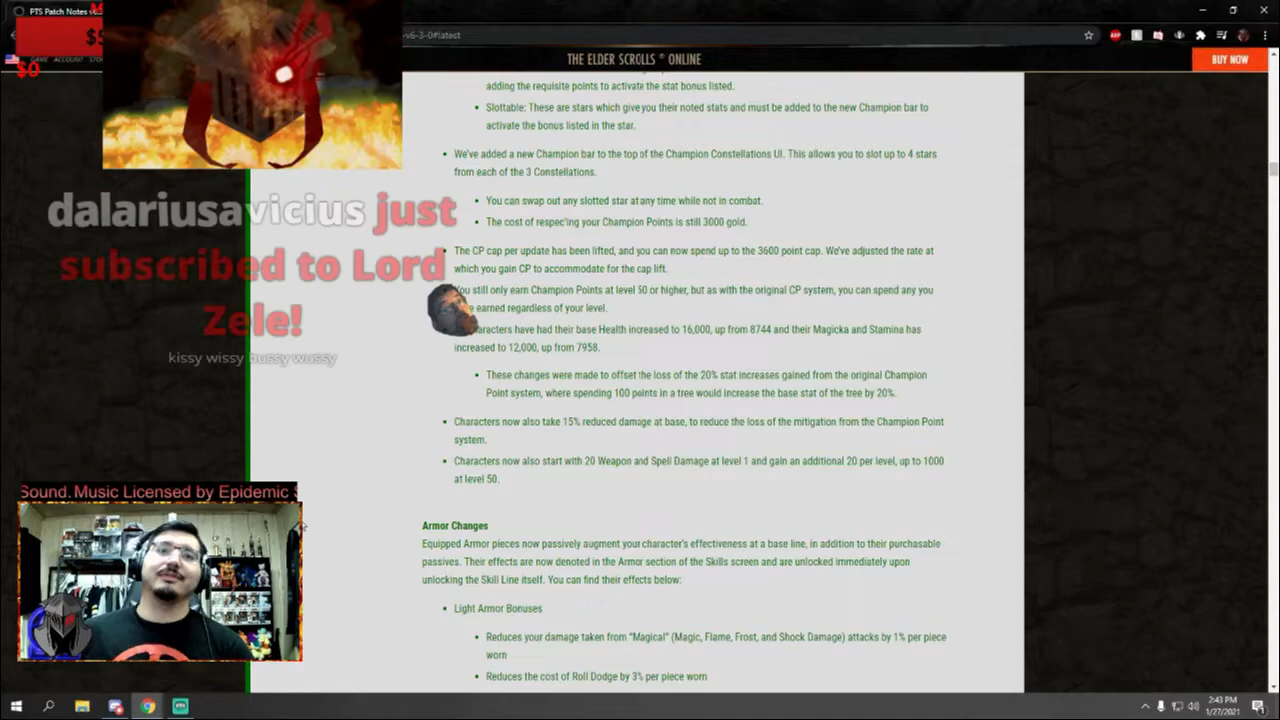 PTS Patch Notes v6.
-v6-3-0#latest
$5
$0
GAME ACCOUNT
THE ELDER SCROLLS ® ONLINE
BUY NOW
adding the requisite points to activate the stat bonus listed.
Slottable: These are stars which give you their noted stats and must be added to the new Champion bar to
activate the bonus listed in the star.
We've added a new Champion bar to the top of the Champion Constellations UI. This allows you to slot up to 4 stars
from each of the 3 Constellations.
You can swap out any slotted star at any time while not in combat.
The cost of respec'ing your Champion Points is still 3000 gold.
The CP cap per update has been lifted, and you can now spend up to the 3600 point cap. We've adjusted the rate at
which you gain CP to accommodate for the cap lift.
You still only earn Champion Points at level 50 or higher, but as with the original CP system, you can spend any you
earned regardless of your level.
aracters have had their base Health increased to 16,000, up from 8744 and their Magicka and Stamina has
increased to 12,000, up from 7958.
These changes were made to offset the loss of the 20% stat increases gained from the original Champion
Point system, where spending 100 points in a tree would increase the base stat of the tree by 20%.
Characters now also take 15% reduced damage at base, to reduce the loss of the mitigation from the Champion Point
system.
Characters now also start with 20 Weapon and Spell Damage at level 1 and gain an additional 20 per level, up to 1000
at level 50.
Armor Changes
Equipped Armor pieces now passively augment your character's effectiveness at a base line, in addition to their purchasable
passives. Their effects are now denoted in the Armor section of the Skills screen and are unlocked immediately upon
unlocking the Skill Line itself. You can find their effects below:
Light Armor Bonuses
Reduces your damage taken from "Magical" (Magic, Flame, Frost, and Shock Damage) attacks by 1% per piece
worn
Reduces the cost of Roll Dodge by 3% per piece worn
dalariusavicius just
subscribed to Lord
Zele!
kissy wissy bussy wussy
Sound. Music Licensed by Epidemic S
2:43 PM
1/27/2021